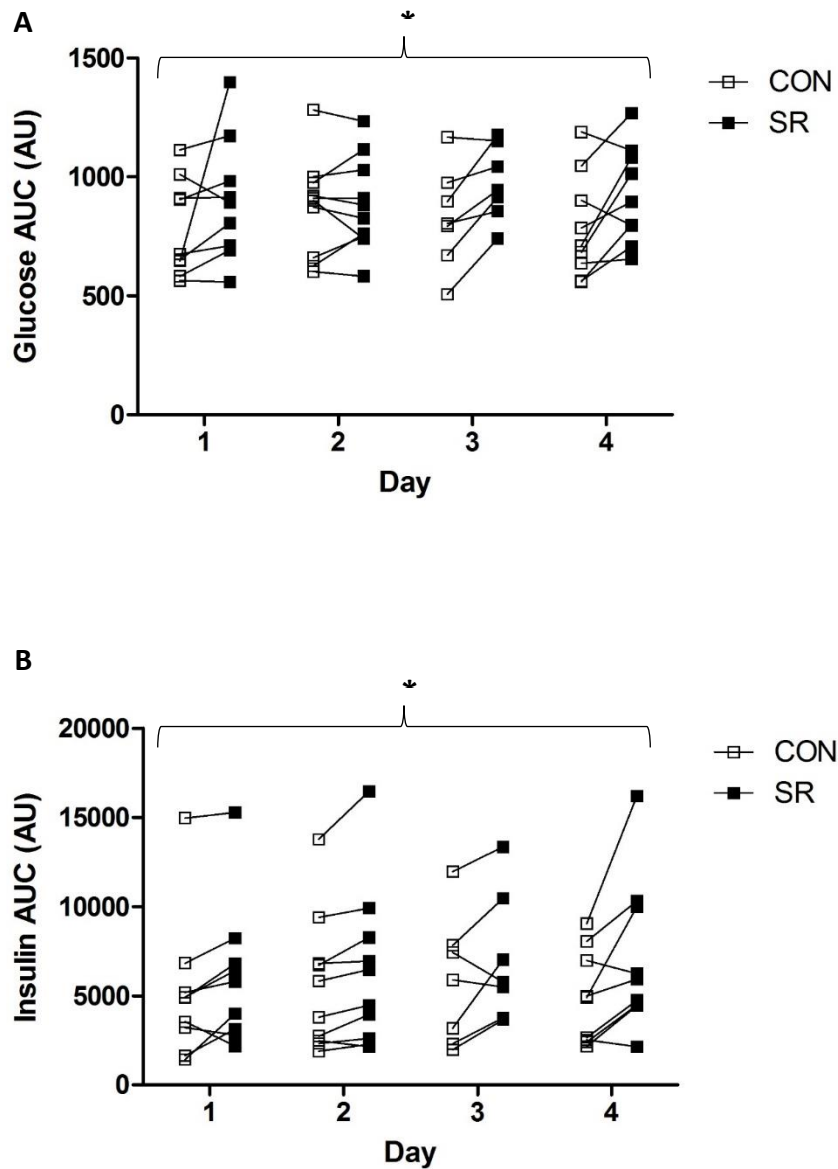 A
*
1500
1000
500
0
Glucose AUC (AU)
1 2 3 4
Day
CON
SR
B
*
20000
15000
10000
5000
0
Insulin AUC (AU)
1 2 3 4
Day
CON
SR